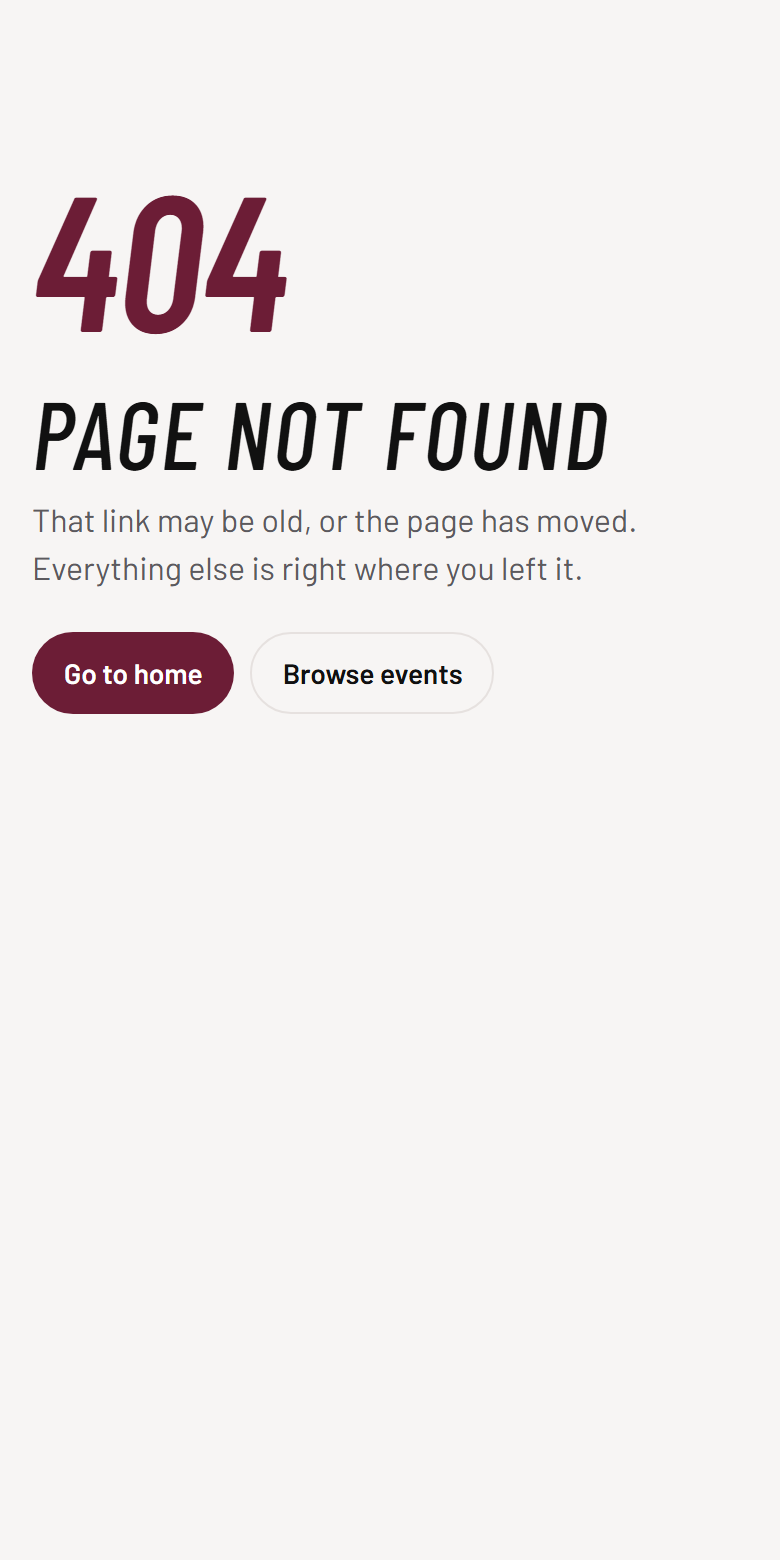 404
PAGE NOT FOUND
That link may be old, or the page has moved.
Everything else is right where you left it.
Go to home
Browse events